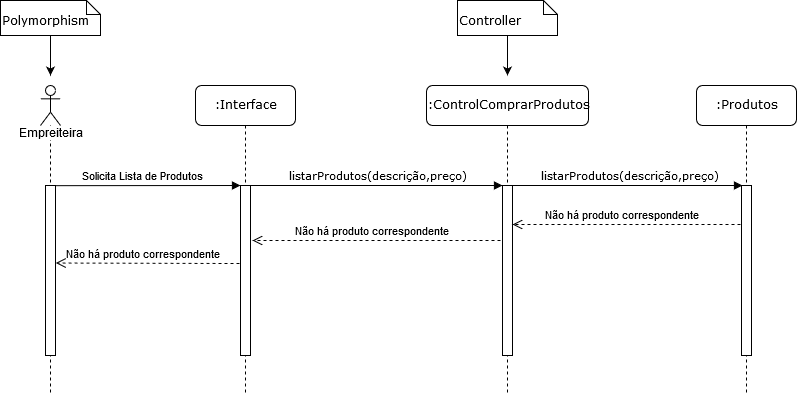 Polymorphism
Controller
Empreiteira
:Interface
:ControlComprarProdutos
:Produtos
Solicita Lista de Produtos
listarProdutos(descrição,preço)
listarProdutos(descrição,preço)
Não há produto correspondente
Não há produto correspondente
Não há produto correspondente